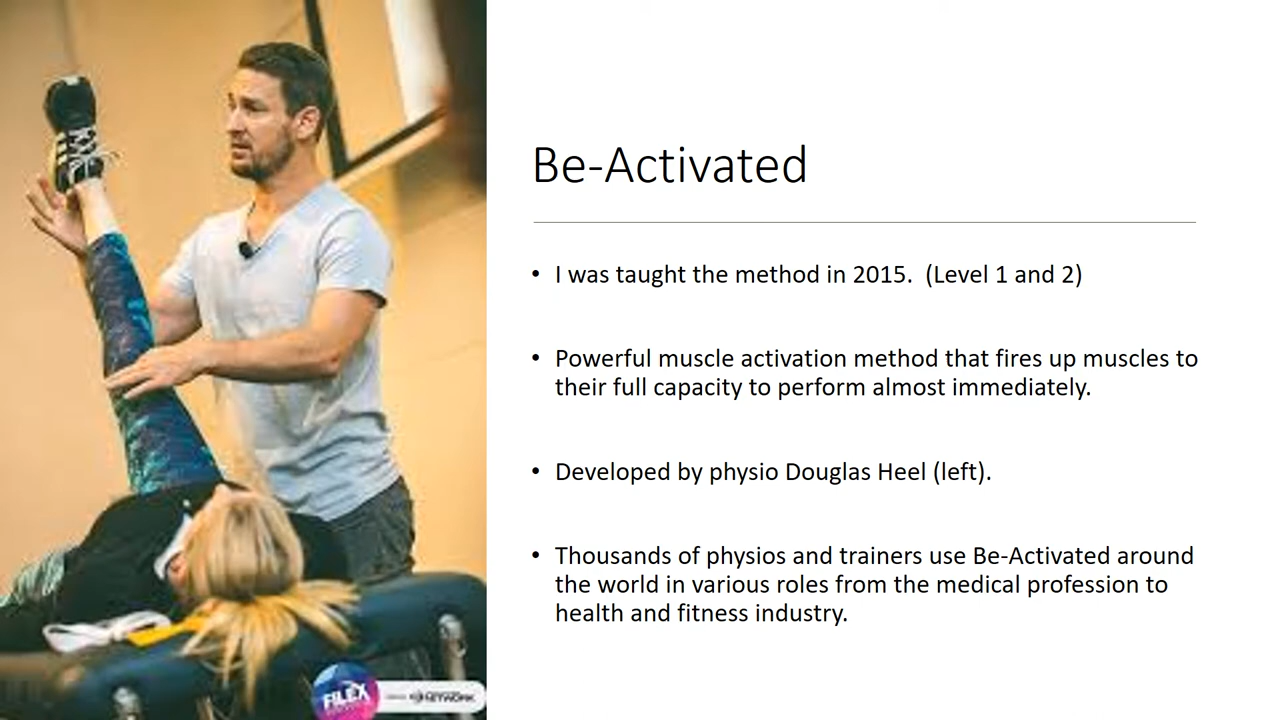 Be-Activated
• I was taught the method in 2015.  (Level 1 and 2)
• Powerful muscle activation method that fires up muscles to
their full capacity to perform almost immediately.
• Developed by physio Douglas Heel (left).
• Thousands of physios and trainers use Be-Activated around
the world in various roles from the medical profession to
health and fitness industry.
FILEX
NETWORK